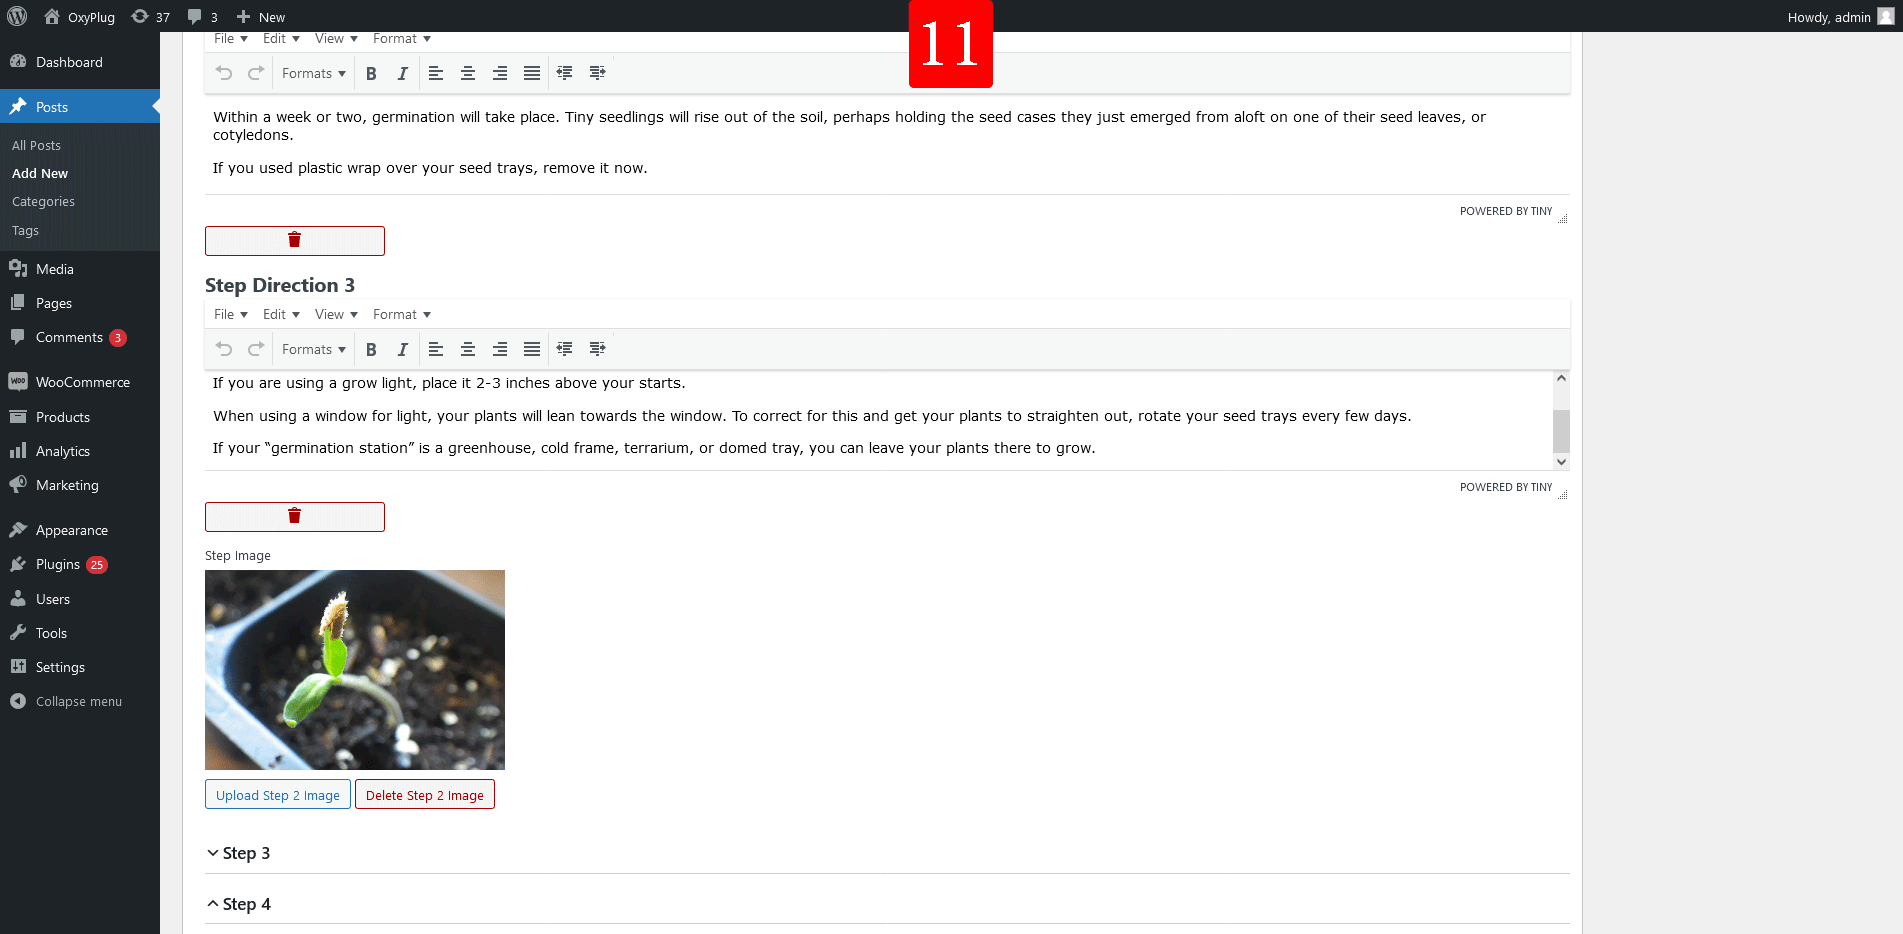 OxyPlug 37 3 New Howdy, admin
11
Dashboard
Posts
All Posts
Add New
Categories
Tags
Media
Pages
Comments 3
WooCommerce
Products
Analytics
Marketing
Appearance
Plugins 25
Users
Tools
Settings
Collapse menu
File Edit View Format
Formats B I
Within a week or two, germination will take place. Tiny seedlings will rise out of the soil, perhaps holding the seed cases they just emerged from aloft on one of their seed leaves, or
cotyledons.
If you used plastic wrap over your seed trays, remove it now.
POWERED BY TINY
Step Direction 3
File Edit View Format
Formats B I
If you are using a grow light, place it 2-3 inches above your starts.
When using a window for light, your plants will lean towards the window. To correct for this and get your plants to straighten out, rotate your seed trays every few days.
If your “germination station” is a greenhouse, cold frame, terrarium, or domed tray, you can leave your plants there to grow.
POWERED BY TINY
Step Image
Upload Step 2 Image Delete Step 2 Image
Step 3
Step 4